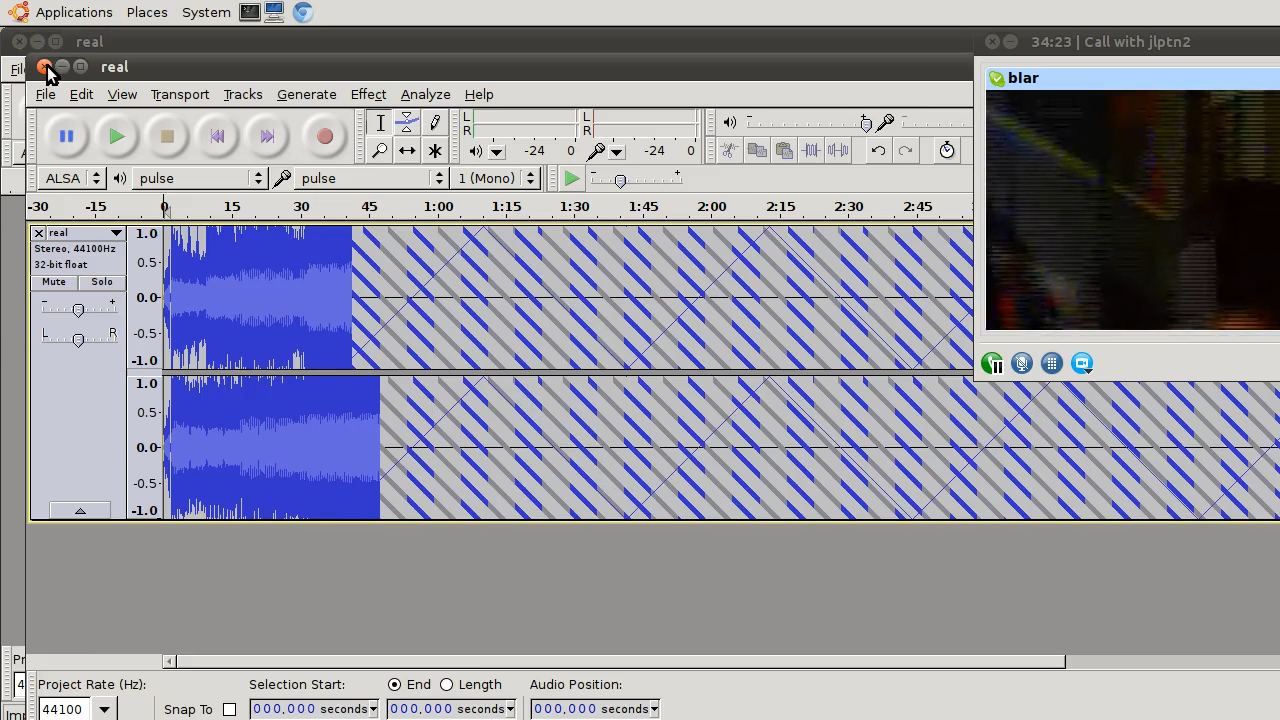 Applications Places System
real
34:23 | Call with jlptn2
Fil
real
blar
File Edit View Transport Tracks Generate Effect Analyze Help
L
R
-24 0
L
R
-24 0
- +
-
ALSA pulse pulse 1 (Mono) - +
-30 -15 0 15 30 45 1:00 1:15 1:30 1:45 2:00 2:15 2:30 2:45
real
Stereo, 44100Hz
32-bit float
Mute Solo
- +
L R
1.0
0.5-
0.0-
-0.5-
-1.0
1.0
0.5-
0.0-
-0.5-
-1.0
Pr
4
Imp
Project Rate (Hz):
44100
Snap To
Selection Start:
000,000 seconds
End Length
000,000 seconds
Audio Position:
000,000 seconds